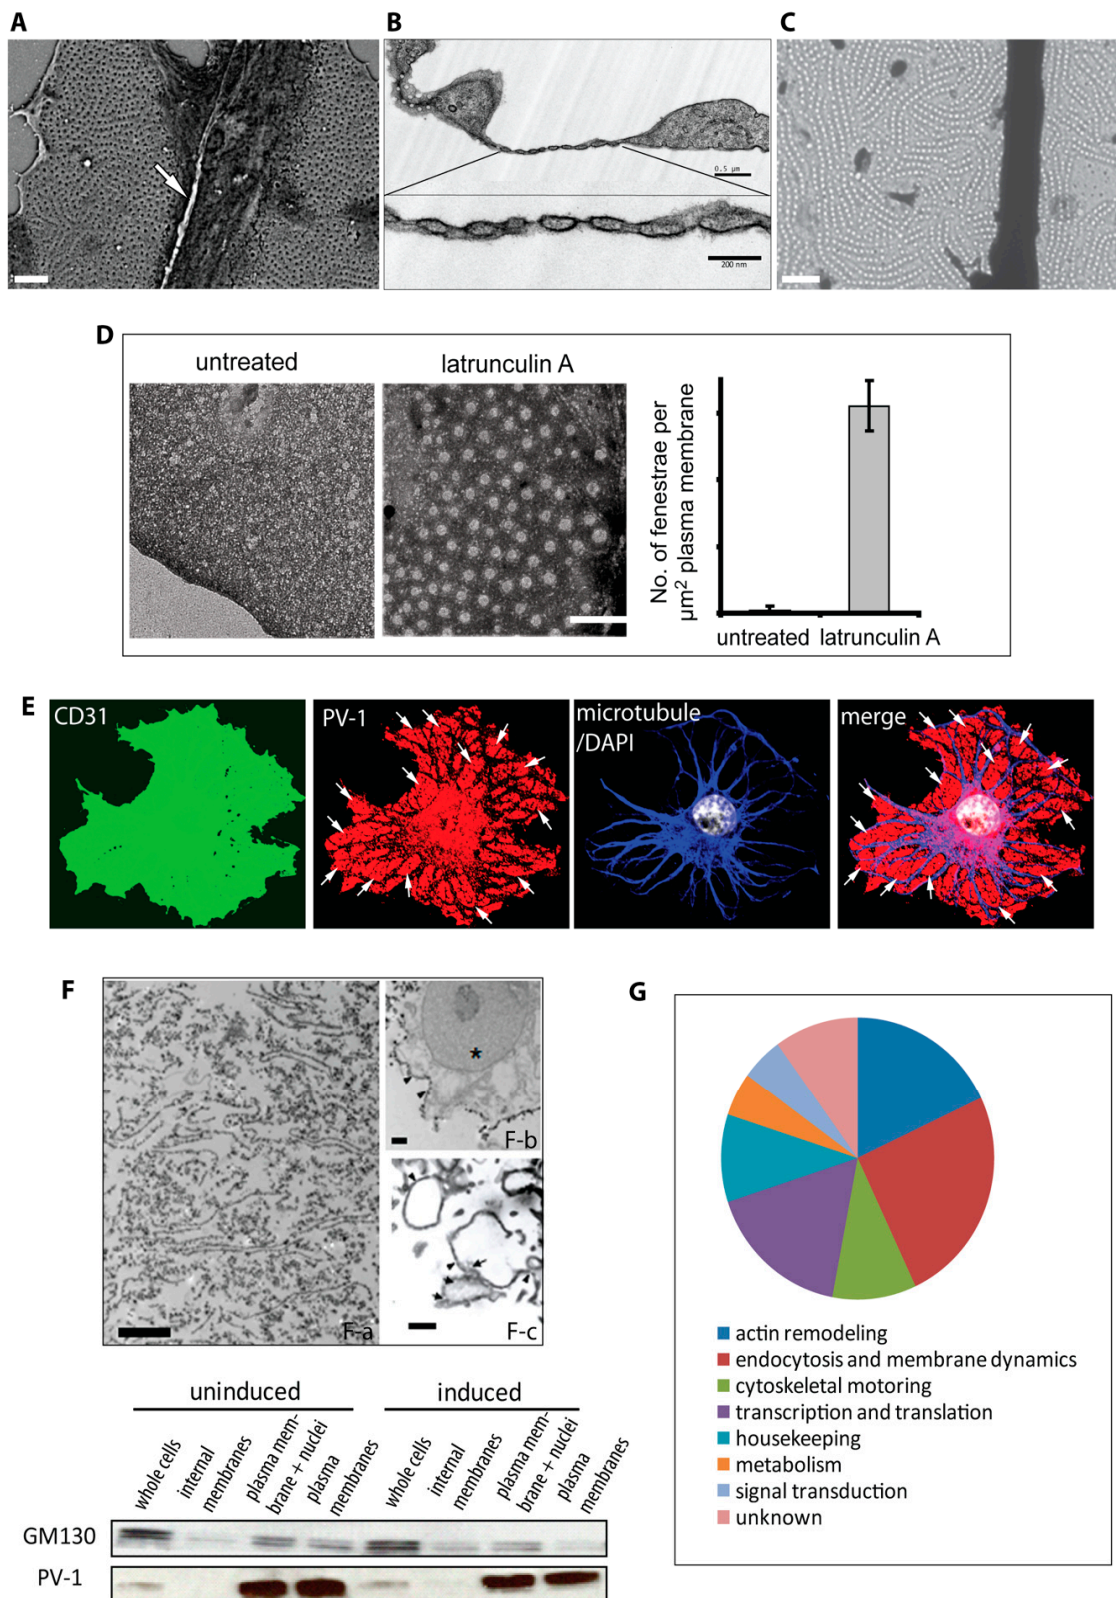 A
B
C
0.5 µm
200 nm
D
untreated
latrunculin A
No. of fenestrae per
µm² plasma membrane
untreated
latrunculin A
E
CD31
PV-1
microtubule
/DAPI
merge
F
F-a
*
F-b
F-c
G
actin remodeling
endocytosis and membrane dynamics
cytoskeletal motoring
transcription and translation
housekeeping
metabolism
signal transduction
unknown
uninduced
induced
whole cells
internal
membranes
plasma mem-
brane + nuclei
plasma
membranes
whole cells
internal
membranes
plasma mem-
brane + nuclei
plasma
membranes
GM130
PV-1